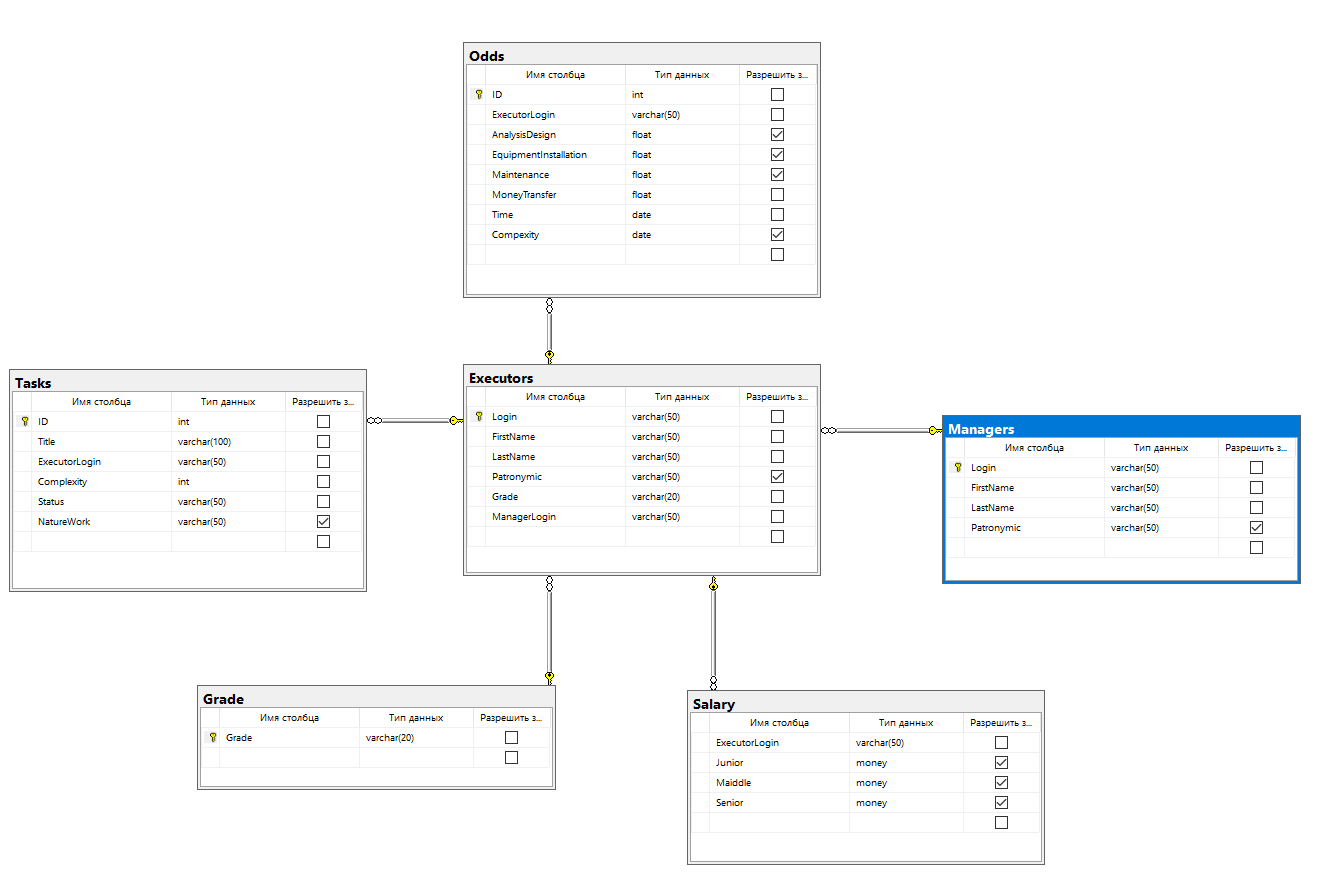 Odds
Имя столбца Тип данных Разрешить з...
ID int
ExecutorLogin varchar(50)
AnalysisDesign float
EquipmentInstallation float
Maintenance float
MoneyTransfer float
Time date
Compexity date
Tasks
Имя столбца Тип данных Разрешить з...
ID int
Title varchar(100)
ExecutorLogin varchar(50)
Complexity int
Status varchar(50)
NatureWork varchar(50)
Executors
Имя столбца Тип данных Разрешить з...
Login varchar(50)
FirstName varchar(50)
LastName varchar(50)
Patronymic varchar(50)
Grade varchar(20)
ManagerLogin varchar(50)
Managers
Имя столбца Тип данных Разрешить з...
Login varchar(50)
FirstName varchar(50)
LastName varchar(50)
Patronymic varchar(50)
Grade
Имя столбца Тип данных Разрешить з...
Grade varchar(20)
Salary
Имя столбца Тип данных Разрешить з...
ExecutorLogin varchar(50)
Junior money
Maiddle money
Senior money